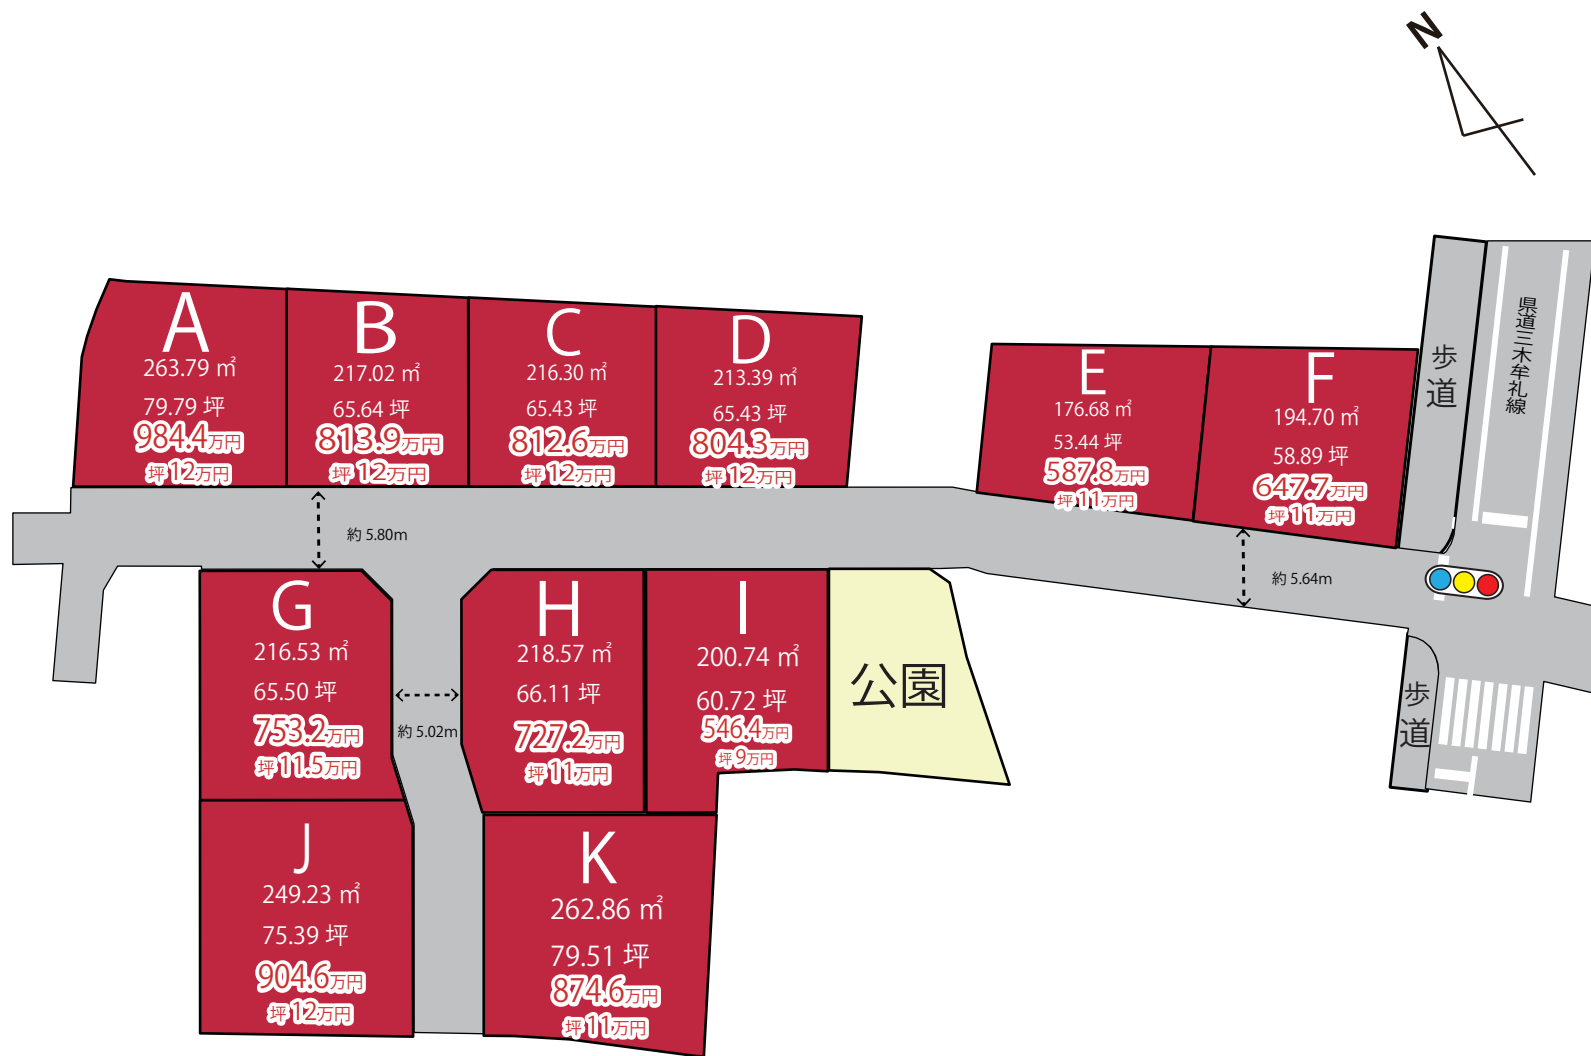 N
A
263.79 ㎡
79.79 坪
984.4万円
坪12万円
B
217.02 ㎡
65.64 坪
813.9万円
坪12万円
C
216.30 ㎡
65.43 坪
812.6万円
坪12万円
D
213.39 ㎡
65.43 坪
804.3万円
坪12万円
E
176.68 ㎡
53.44 坪
587.8万円
坪11万円
F
194.70 ㎡
58.89 坪
647.7万円
坪11万円
歩道
県道三木牟礼線
約 5.80m
約 5.64m
G
216.53 ㎡
65.50 坪
753.2万円
坪11.5万円
約 5.02m
H
218.57 ㎡
66.11 坪
727.2万円
坪11万円
I
200.74 ㎡
60.72 坪
546.4万円
坪9万円
公園
歩道
J
249.23 ㎡
75.39 坪
904.6万円
坪12万円
K
262.86 ㎡
79.51 坪
874.6万円
坪11万円